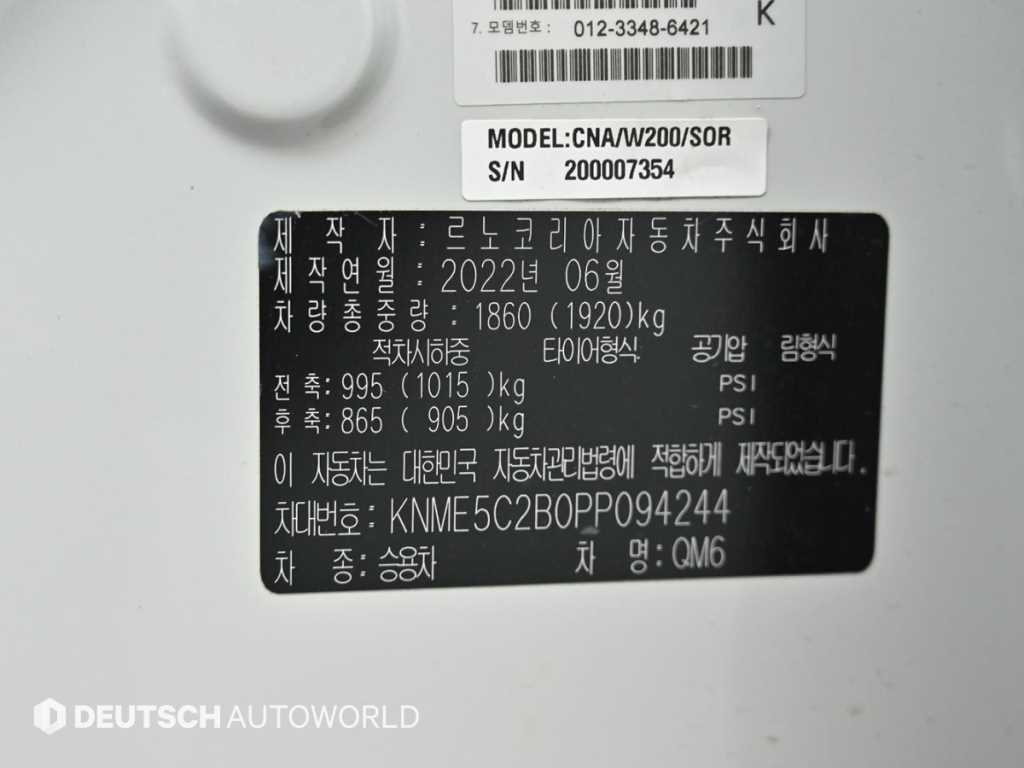 7. 모뎀번호 : 012-3348-6421
K
MODEL:CNA/W200/SOR
S/N 200007354
제 작 자 : 르노코리아자동차주식회사
제작연월 : 2022년 06월
차량총중량 : 1860 (1920)kg
적차시하중 타이어형식 공기압 림형식
전 축: 995 (1015 )kg PSI
후 축: 865 ( 905)kg PSI
이 자동차는 대한민국 자동차관리법령에 적합하게 제작되었습니다.
차대번호: KNME5C2B0PP094244
차 종: 승용차 차 명: QM6
DEUTSCH AUTOWORLD